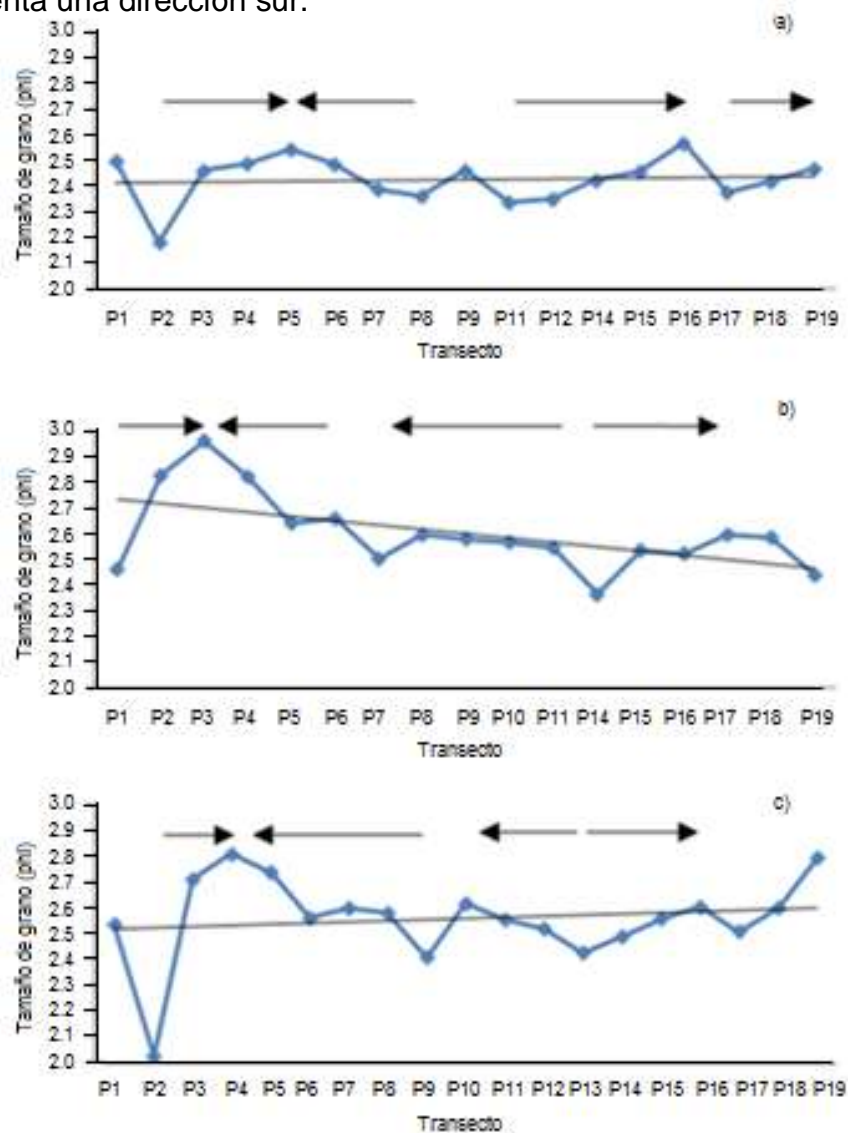 enta una dirección sur.
a)
Tamaño de grano (phi)
3.0
2.9
2.8
2.7
2.6
2.5
2.4
2.3
2.2
2.1
2.0
P1 P2 P3 P4 P5 P6 P7 P8 P9 P11 P12 P14 P15 P16 P17 P18 P19
Transecto
b)
Tamaño de grano (phi)
3.0
2.9
2.8
2.7
2.6
2.5
2.4
2.3
2.2
2.1
2.0
P1 P2 P3 P4 P5 P6 P7 P8 P9 P10 P11 P14 P15 P16 P17 P18 P19
Transecto
c)
Tamaño de grano (phi)
3.0
2.9
2.8
2.7
2.6
2.5
2.4
2.3
2.2
2.1
2.0
P1 P2 P3 P4 P5 P6 P7 P8 P9 P10 P11 P12 P13 P14 P15 P16 P17 P18 P19
Transecto